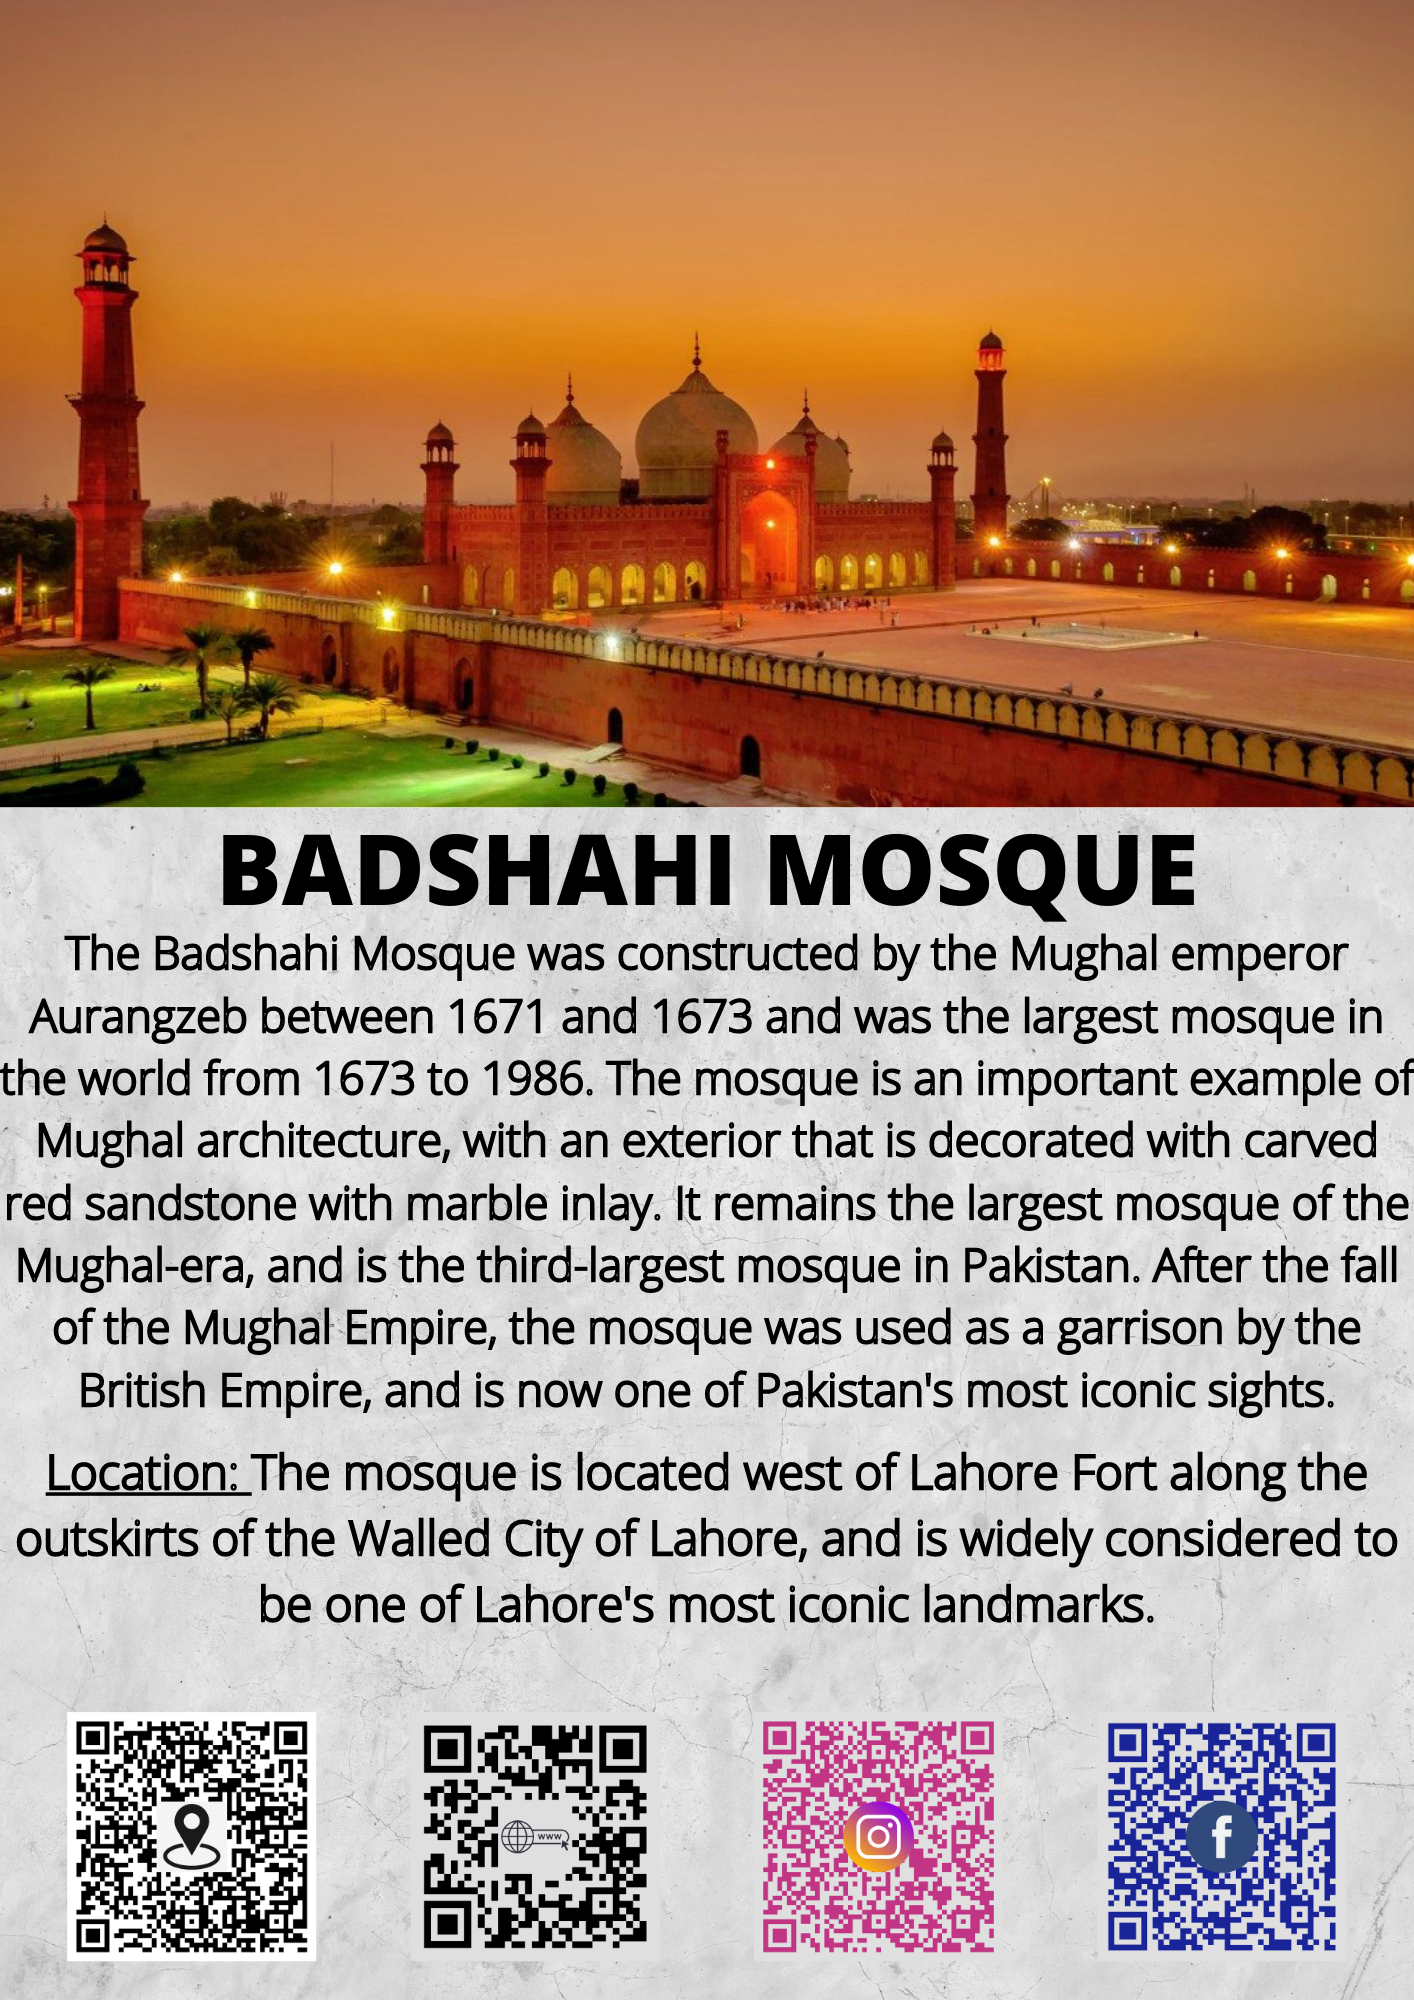 BADSHAHI MOSQUE
The Badshahi Mosque was constructed by the Mughal emperor
Aurangzeb between 1671 and 1673 and was the largest mosque in
the world from 1673 to 1986. The mosque is an important example of
Mughal architecture, with an exterior that is decorated with carved
red sandstone with marble inlay. It remains the largest mosque of the
Mughal-era, and is the third-largest mosque in Pakistan. After the fall
of the Mughal Empire, the mosque was used as a garrison by the
British Empire, and is now one of Pakistan's most iconic sights.
Location: The mosque is located west of Lahore Fort along the
outskirts of the Walled City of Lahore, and is widely considered to
be one of Lahore's most iconic landmarks.
www
f